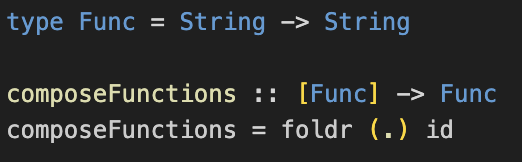 type Func = String -> String
composeFunctions :: [Func] -> Func
composeFunctions = foldr (.) id